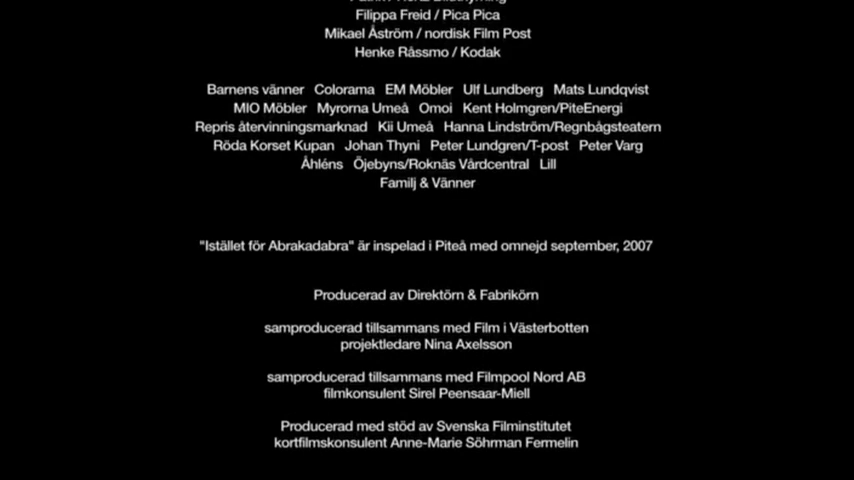 Filippa Freid / Pica Pica
Mikael Åström / nordisk Film Post
Henke Råssmo / Kodak
Barnens vänner Colorama EM Möbler Ulf Lundberg Mats Lundqvist
MIO Möbler Myrorna Umeå Omoi Kent Holmgren/PiteEnergi
Repris återvinningsmarknad Kii Umeå Hanna Lindström/Regnbågsteatern
Röda Korset Kupan Johan Thyni Peter Lundgren/T-post Peter Varg
Åhléns Öjebyns/Roknäs Vårdcentral Lill
Familj & Vänner
"Istället för Abrakadabra" är inspelad i Piteå med omnejd september, 2007
Producerad av Direktörn & Fabrikörn
samproducerad tillsammans med Film i Västerbotten
projektledare Nina Axelsson
samproducerad tillsammans med Filmpool Nord AB
filmkonsulent Sirel Peensaar-Miell
Producerad med stöd av Svenska Filminstitutet
kortfilmskonsulent Anne-Marie Söhrman Fermelin